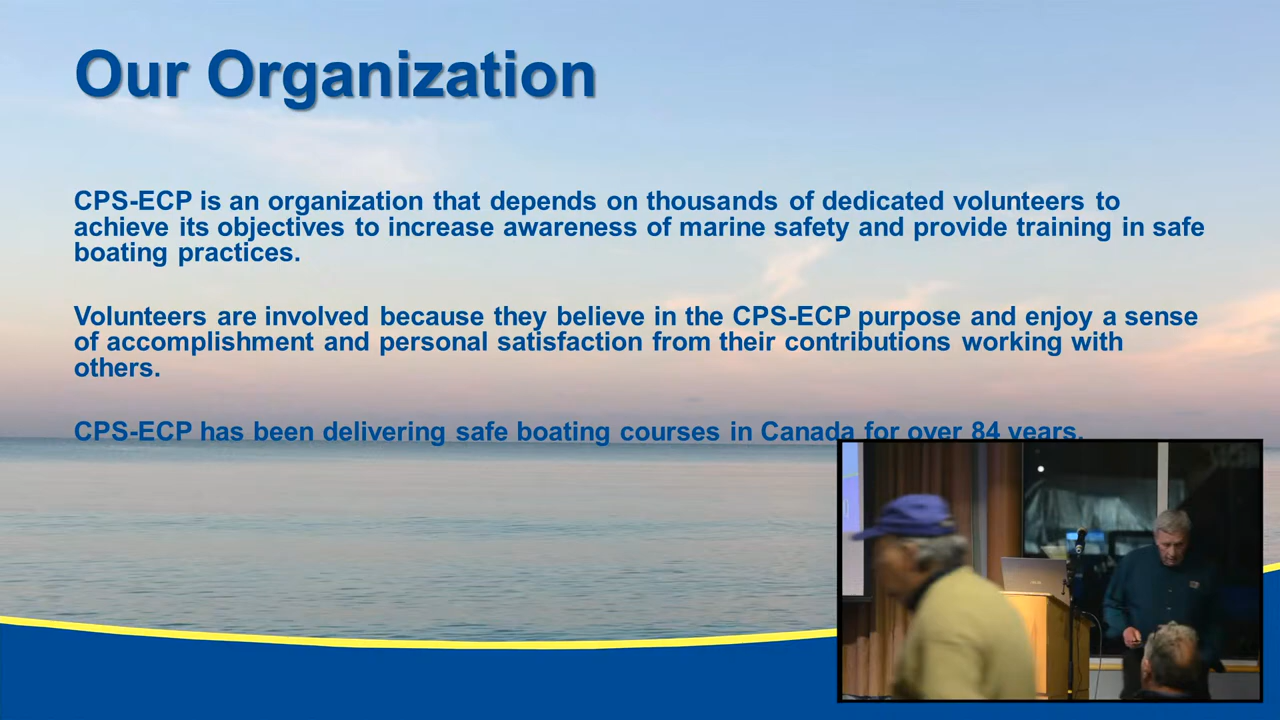 Our Organization
CPS-ECP is an organization that depends on thousands of dedicated volunteers to
achieve its objectives to increase awareness of marine safety and provide training in safe
boating practices.
Volunteers are involved because they believe in the CPS-ECP purpose and enjoy a sense
of accomplishment and personal satisfaction from their contributions working with
others.
CPS-ECP has been delivering safe boating courses in Canada for over 84 years.